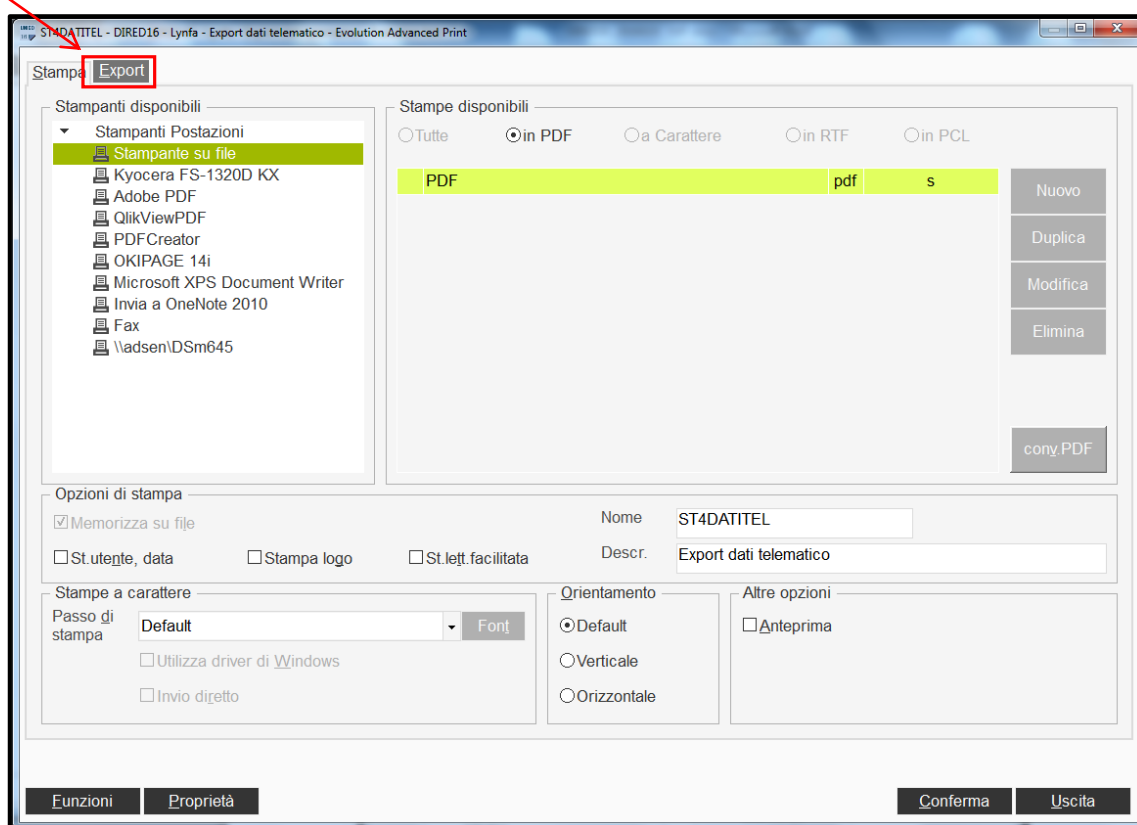 ST4DATITEL - DIRED16 - Lynfa - Export dati telematico - Evolution Advanced Print
Stampa Export
Stampanti disponibili
Stampanti Postazioni
Stampante su file
Kyocera FS-1320D KX
Adobe PDF
QlikViewPDF
PDFCreator
OKIPAGE 14i
Microsoft XPS Document Writer
Invia a OneNote 2010
Fax
\\adsen\DSm645
Stampe disponibili
Tutte in PDF a Carattere in RTF in PCL
PDF pdf s
Nuovo
Duplica
Modifica
Elimina
conv.PDF
Opzioni di stampa
Memorizza su file
St.utente, data Stampa logo St.lett.facilitata
Nome ST4DATITEL
Descr. Export dati telematico
Stampe a carattere
Passo di stampa Default Font
Utilizza driver di Windows
Invio diretto
Orientamento
Default
Verticale
Orizzontale
Altre opzioni
Anteprima
Funzioni Proprietà Conferma Uscita